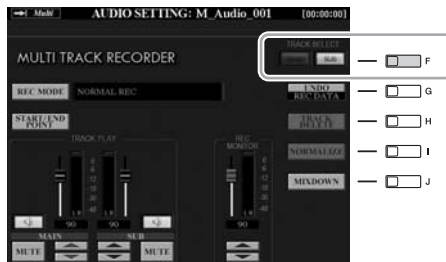 Multi AUDIO SETTING: M_Audio_001 [00:00:00]
TRACK SELECT
MULTI TRACK RECORDER
SUB
F
REC MODE NORMAL REC
UNDO
REC DATA
G
START/END
POINT
TRACK
DELETE
H
TRACK PLAY
REC
MONITOR
NORMALIZE
I
MIXDOWN
J
L R
L R
L R
90 90 90
MAIN SUB
MUTE MUTE